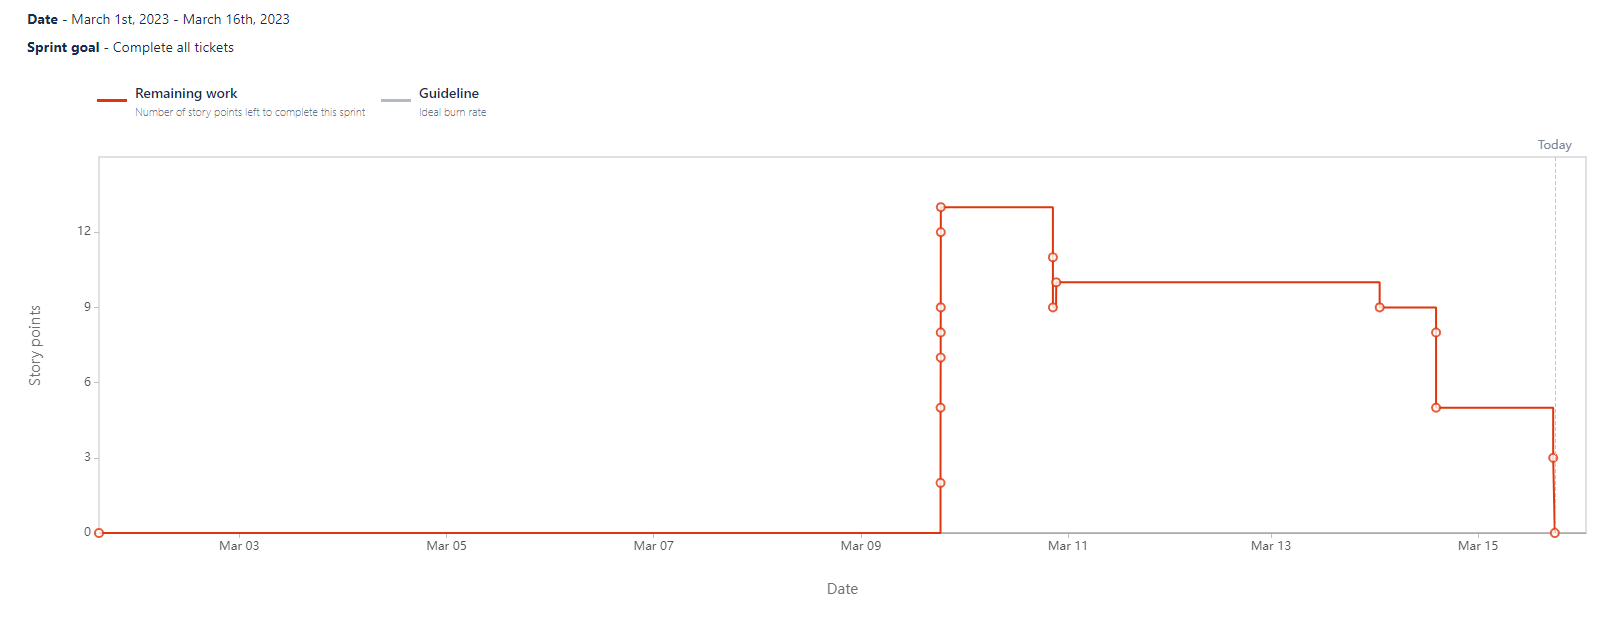 Date - March 1st, 2023 - March 16th, 2023
Sprint goal - Complete all tickets
Remaining work
Number of story points left to complete this sprint
Guideline
Ideal burn rate
Today
Story points
12
9
6
3
0
Mar 03
Mar 05
Mar 07
Mar 09
Mar 11
Mar 13
Mar 15
Date